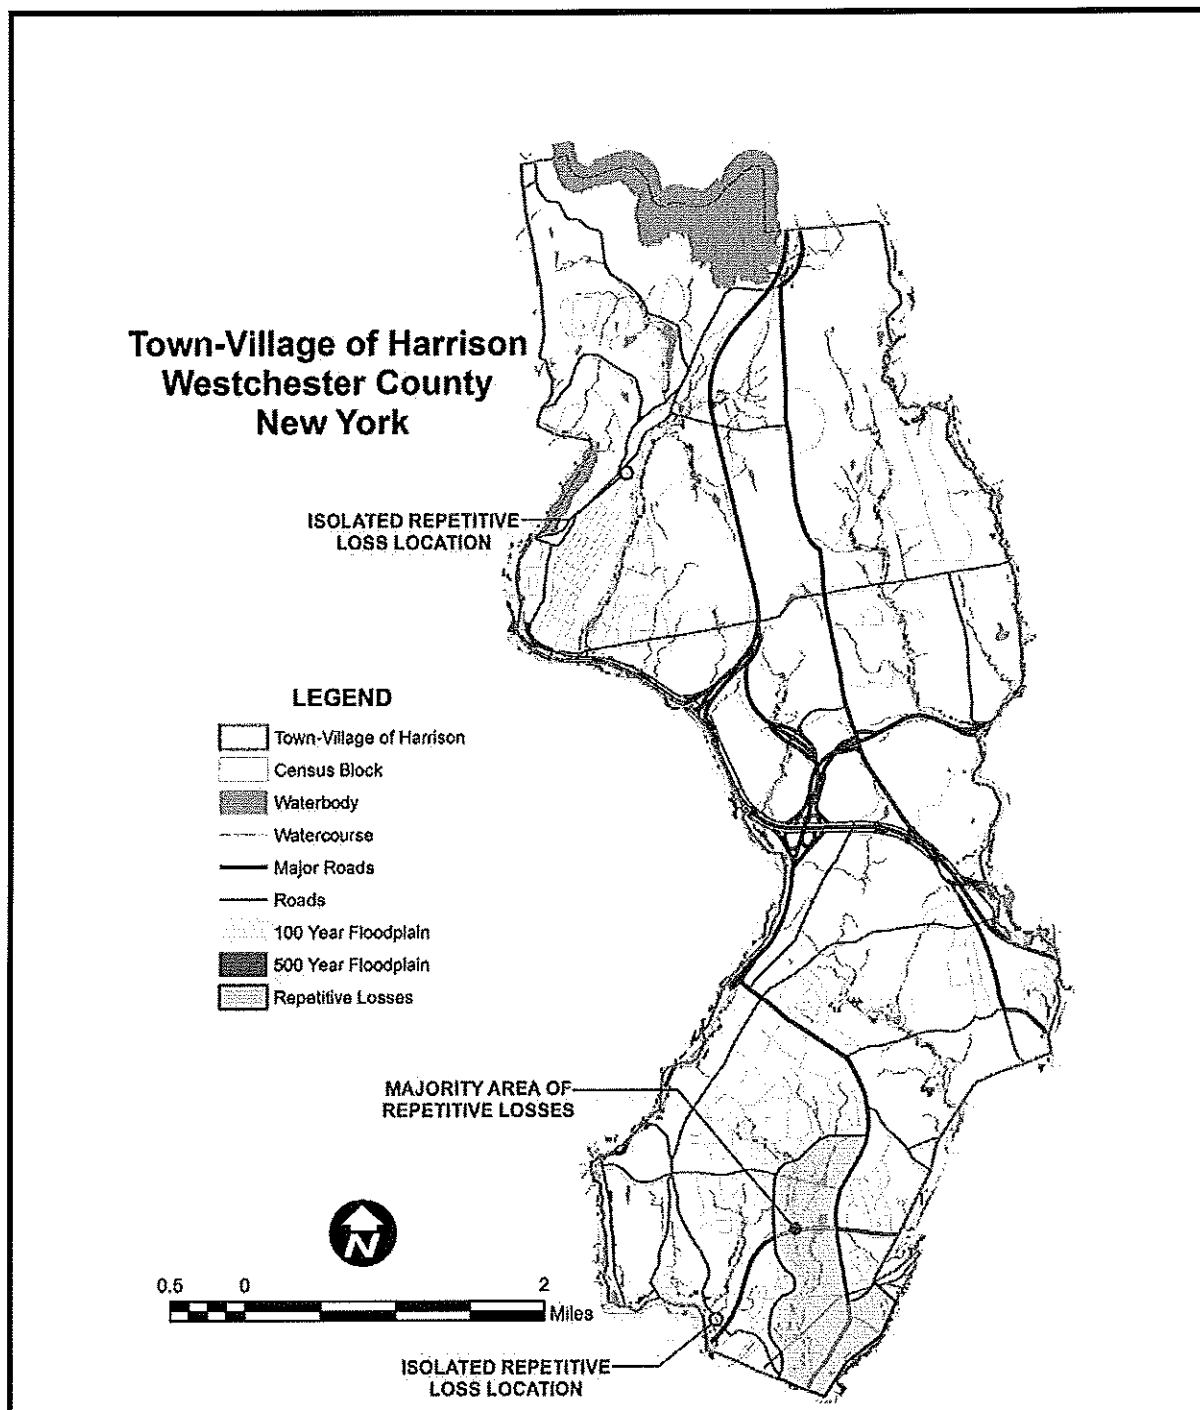 Town-Village of Harrison
Westchester County
New York
ISOLATED REPETITIVE
LOSS LOCATION
LEGEND
Town-Village of Harrison
Census Block
Waterbody
Watercourse
Major Roads
Roads
100 Year Floodplain
500 Year Floodplain
Repetitive Losses
MAJORITY AREA OF
REPETITIVE LOSSES
N
0.5 0 2
Miles
ISOLATED REPETITIVE
LOSS LOCATION